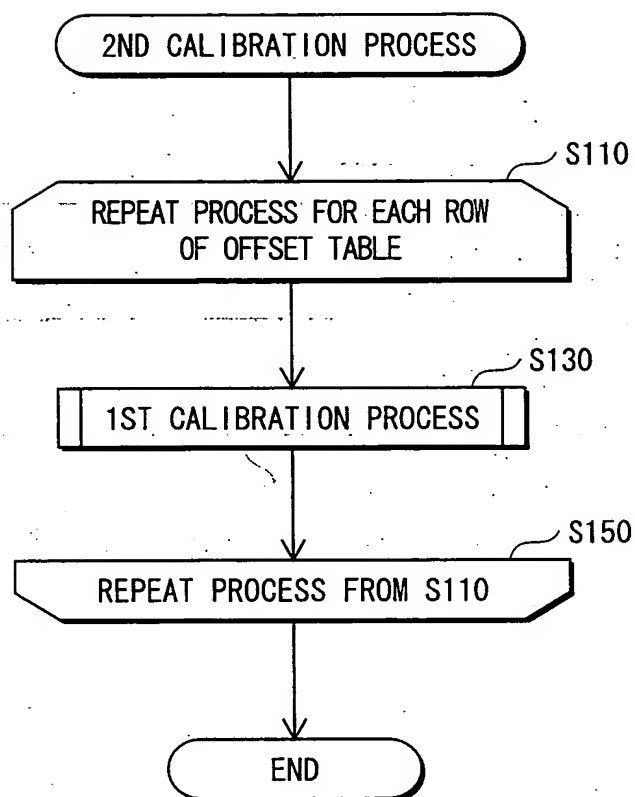 2ND CALIBRATION PROCESS
S110
REPEAT PROCESS FOR EACH ROW
OF OFFSET TABLE
S130
1ST CALIBRATION PROCESS
S150
REPEAT PROCESS FROM S110
END